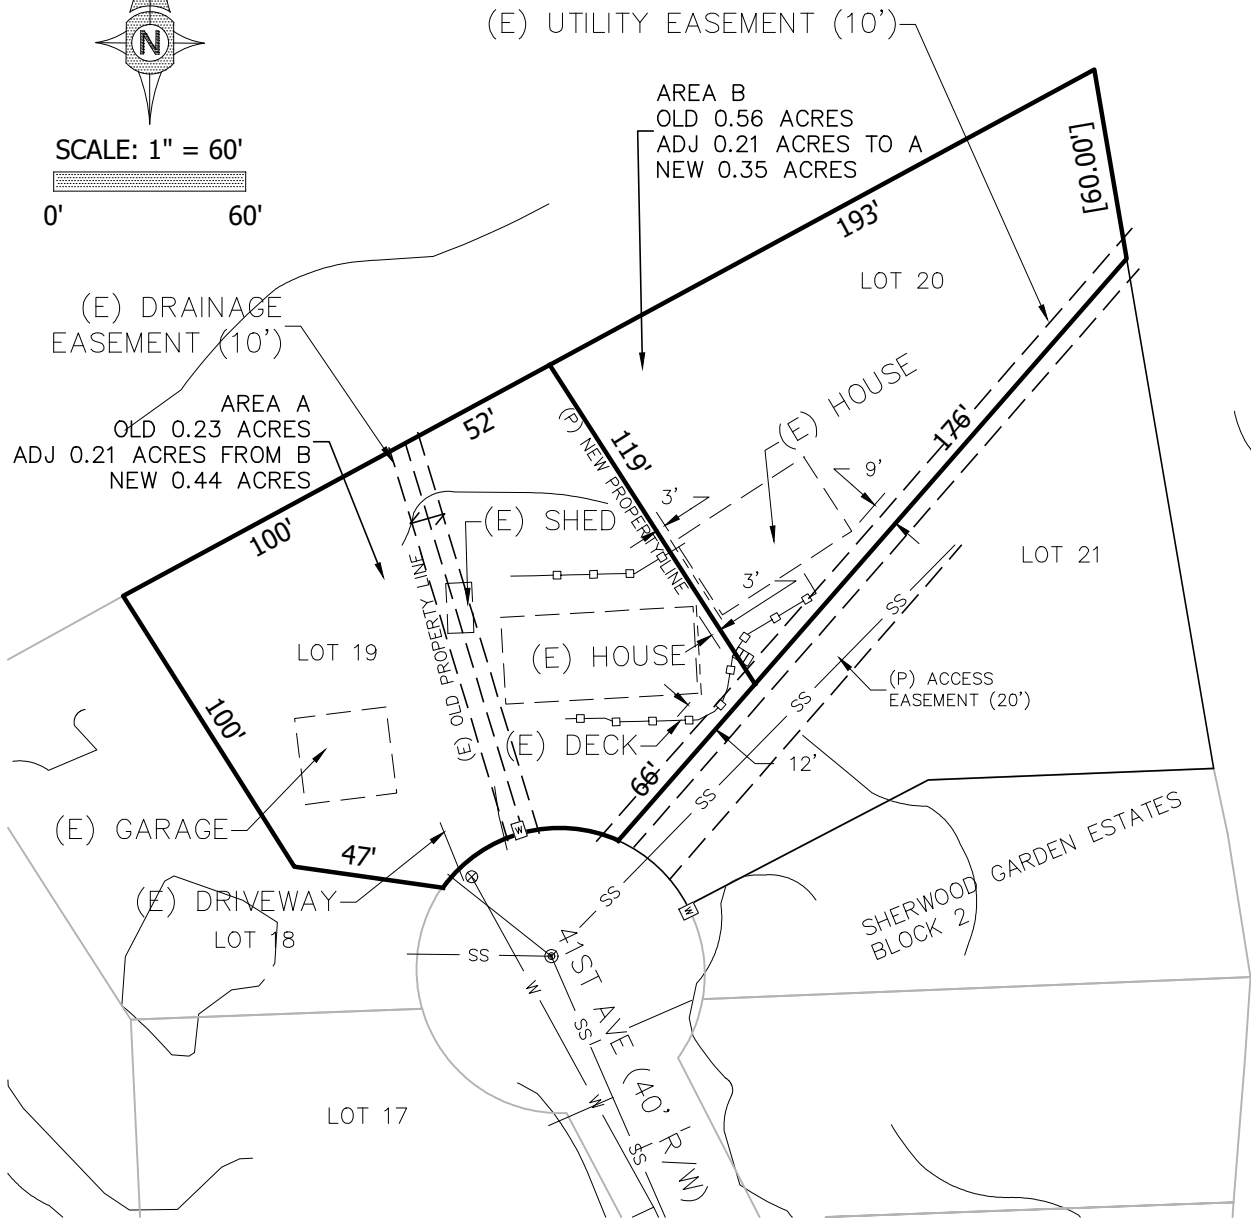 (E) UTILITY EASEMENT (10')
N
SCALE: 1" = 60'
0' 60'
AREA B
OLD 0.56 ACRES
ADJ 0.21 ACRES TO A
NEW 0.35 ACRES
[60.00']
193'
LOT 20
(E) DRAINAGE
EASEMENT (10')
AREA A
OLD 0.23 ACRES
ADJ 0.21 ACRES FROM B
NEW 0.44 ACRES
52'
100'
119'
(P) NEW PROPERTY LINE
(E) HOUSE
176'
9'
3'
(E) SHED
LOT 21
(E) OLD PROPERTY LINE
3'
SS
LOT 19
(E) HOUSE
(P) ACCESS
EASEMENT (20')
100'
SS
(E) DECK
12'
66'
SS
(E) GARAGE
W
47'
SHERWOOD GARDEN ESTATES
BLOCK 2
(E) DRIVEWAY
SS
W
LOT 18
SS
41ST AVE (40' R/W)
W
SS
W
SS
LOT 17